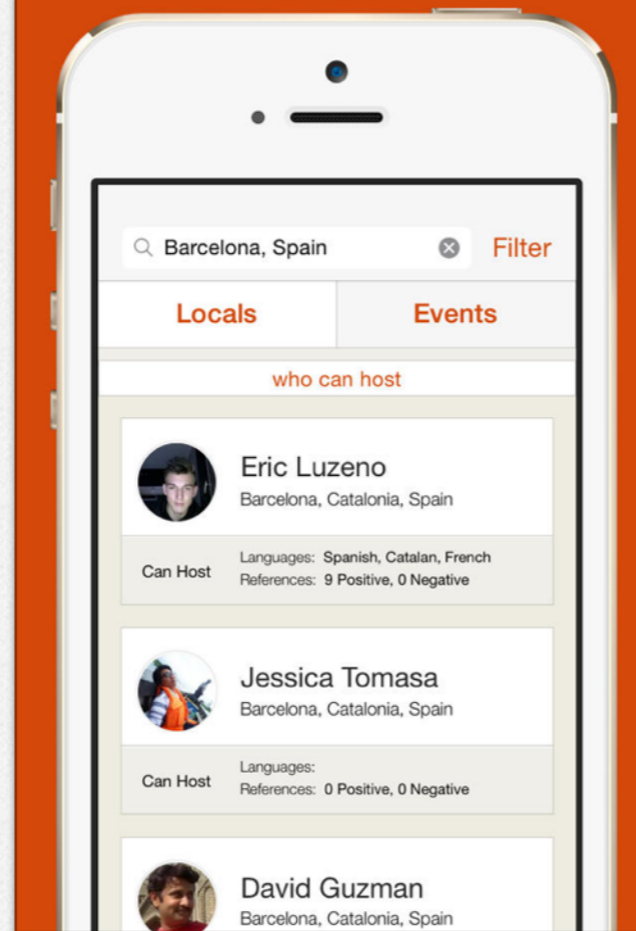 Barcelona, Spain
Filter
Locals
Events
who can host
Eric Luzeno
Barcelona, Catalonia, Spain
Can Host
Languages: Spanish, Catalan, French
References: 9 Positive, 0 Negative
Jessica Tomasa
Barcelona, Catalonia, Spain
Can Host
Languages:
References: 0 Positive, 0 Negative
David Guzman
Barcelona, Catalonia, Spain